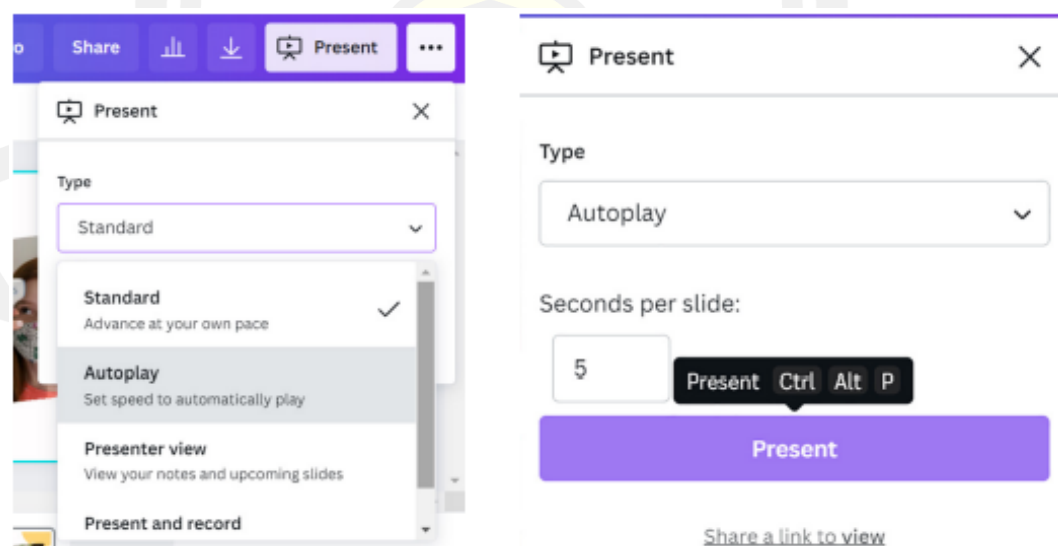 o Share Present ...
Present
Type
Standard
Standard
Advance at your own pace
Autoplay
Set speed to automatically play
Presenter view
View your notes and upcoming slides
Present and record
Present
Type
Autoplay
Seconds per slide:
5
Present Ctrl Alt P
Present
Share a link to view